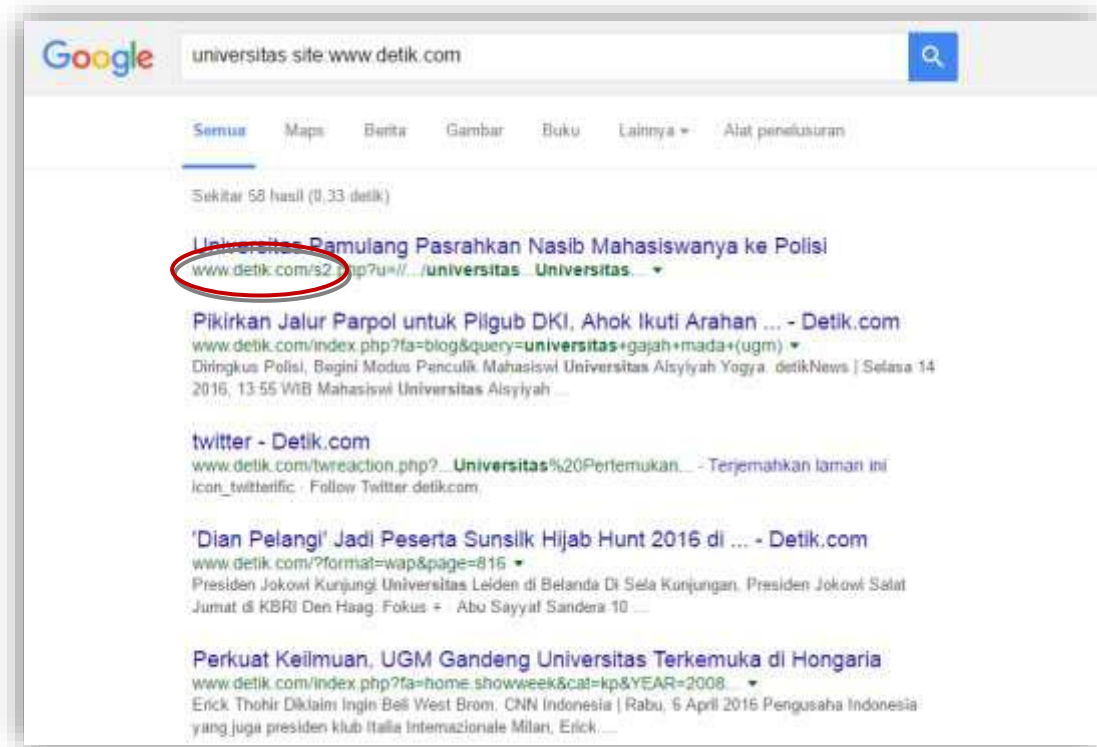 Google
universitas site:www.detik.com
Semua Maps Berita Gambar Buku Lainnya Alat penelusuran
Sekitar 58 hasil (0,33 detik)
Universitas Pamulang Pasrahkan Nasib Mahasiswanya ke Polisi
www.detik.com/s2.php?u=//.../universitas...Universitas...
Pikirkan Jalur Parpol untuk Pilgub DKI, Ahok Ikuti Arahan ... - Detik.com
www.detik.com/index.php?fa=blog&query=universitas+gajah+mada+(ugm)
Diringkus Polisi, Begini Modus Penculik Mahasiswi Universitas Aisyiyah Yogya. detikNews | Selasa 14
2016, 13:55 WIB Mahasiswi Universitas Aisyiyah ...
twitter - Detik.com
www.detik.com/twreaction.php?...Universitas%20Pertemukan... - Terjemahkan laman ini
icon_twitterific · Follow Twitter detikcom.
'Dian Pelangi' Jadi Peserta Sunsilk Hijab Hunt 2016 di ... - Detik.com
www.detik.com/?format=wap&page=816
Presiden Jokowi Kunjungi Universitas Leiden di Belanda Di Sela Kunjungan, Presiden Jokowi Salat
Jumat di KBRI Den Haag. Fokus + · Abu Sayyaf Sandera 10 ...
Perkuat Keilmuan, UGM Gandeng Universitas Terkemuka di Hongaria
www.detik.com/index.php?fa=home.showweek&cat=kp&YEAR=2008...
Erick Thohir Diklaim Ingin Beli West Brom. CNN Indonesia | Rabu, 6 April 2016 Pengusaha Indonesia
yang juga presiden klub Italia Internazionale Milan, Erick ...